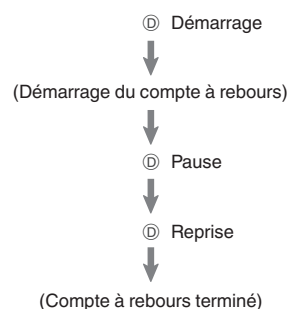 Ⓓ Démarrage
(Démarrage du compte à rebours)
Ⓓ Pause
Ⓓ Reprise
(Compte à rebours terminé)